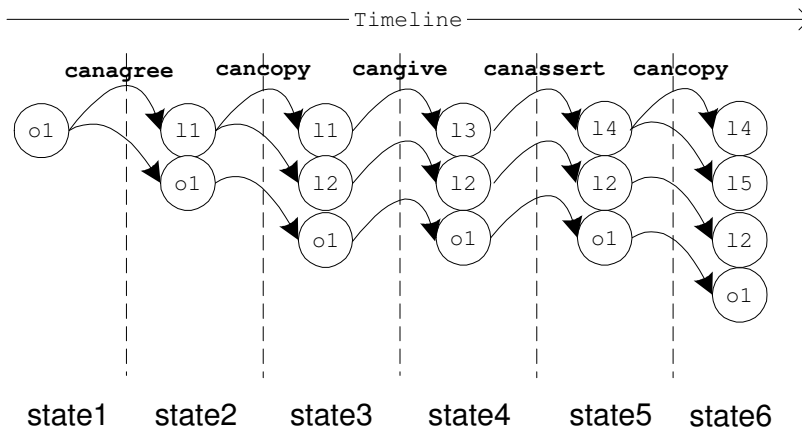 Timeline
canagree cancopy cangive canassert cancopy
o1 l1 l1 l3 l4 l4
o1 l2 l2 l2 l5
o1 o1 o1 l2
o1
state1 state2 state3 state4 state5 state6